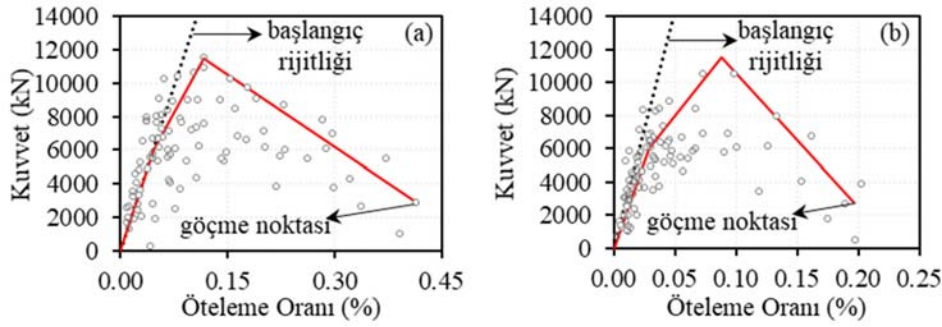 14000
12000
10000
8000
6000
4000
2000
0
Kuvvet (kN)
başlangıç
rijitliği
(a)
göçme noktası
0.00 0.15 0.30 0.45
Öteleme Oranı (%)
14000
12000
10000
8000
6000
4000
2000
0
Kuvvet (kN)
başlangıç
rijitliği
(b)
göçme noktası
0.00 0.05 0.10 0.15 0.20 0.25
Öteleme Oranı (%)